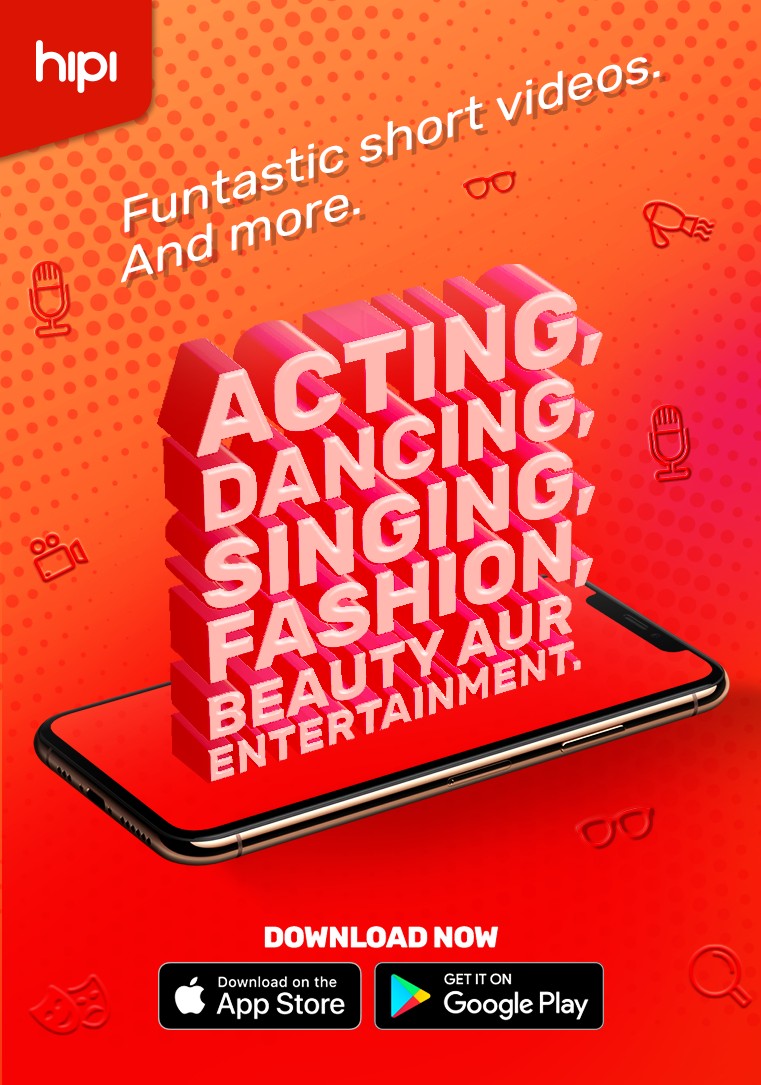 hipi
Funtastic short videos.
And more.
ACTING,
DANCING,
SINGING,
FASHION,
BEAUTY AUR
ENTERTAINMENT.
DOWNLOAD NOW
Download on the
App Store
GET IT ON
Google Play